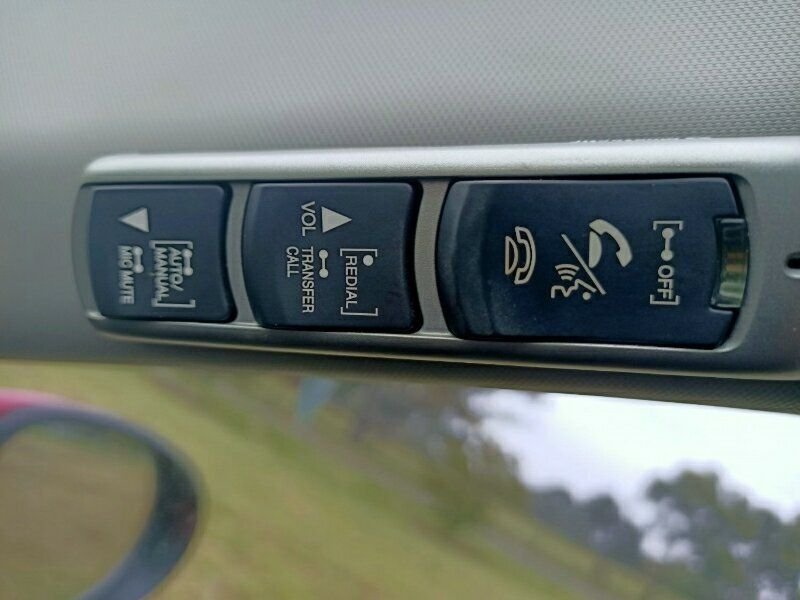 OFF
REDIAL
VOL TRANSFER
CALL
AUTO/
MANUAL
MIC MUTE